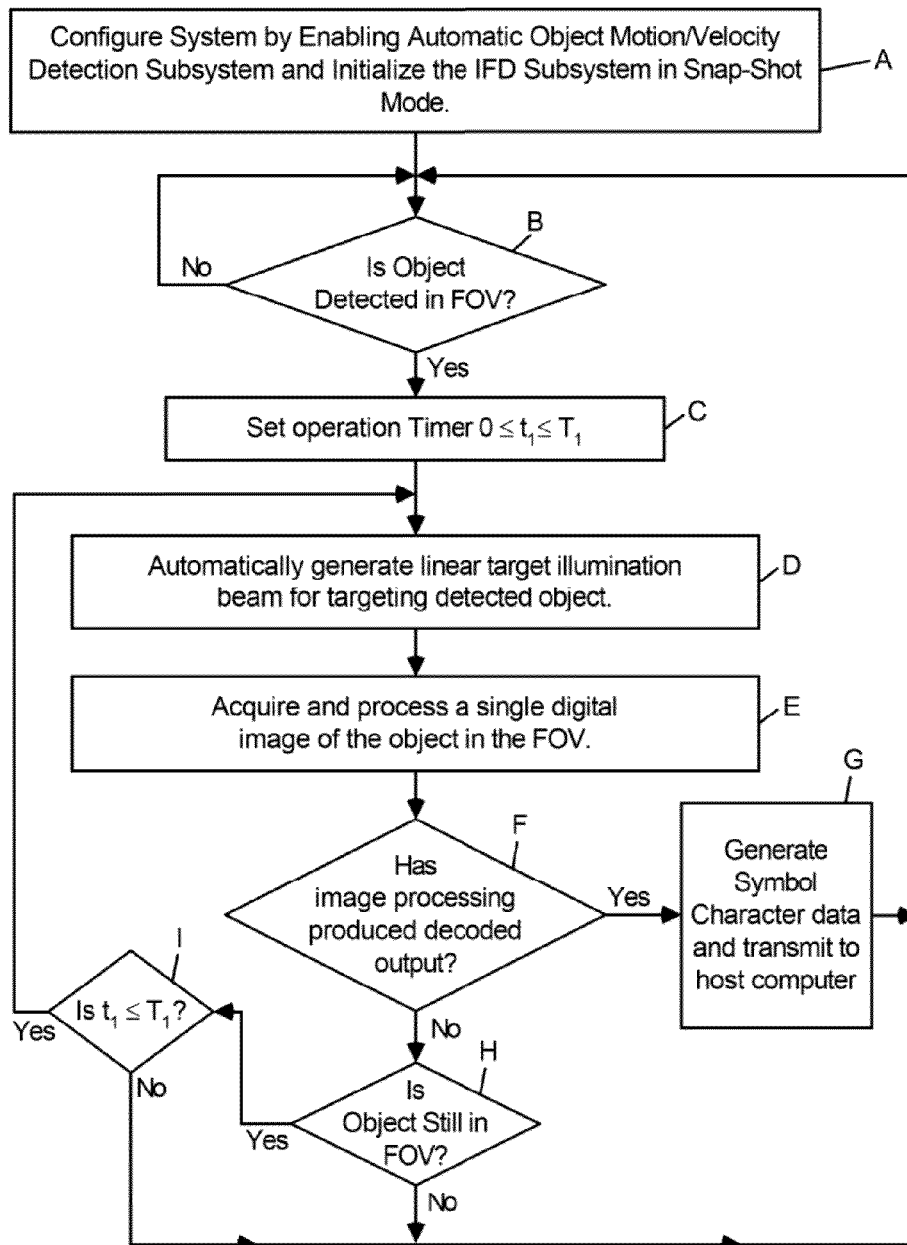 Configure System by Enabling Automatic Object Motion/Velocity
Detection Subsystem and Initialize the IFD Subsystem in Snap-Shot
Mode.
A
B
No
Is Object
Detected in FOV?
Yes
C
Set operation Timer 0 ≤ t₁ ≤ T₁
Automatically generate linear target illumination
beam for targeting detected object.
D
Acquire and process a single digital
image of the object in the FOV.
E
F
Has
image processing
produced decoded
output?
Yes
G
Generate
Symbol
Character data
and transmit to
host computer
I
Is t₁ ≤ T₁?
Yes
No
No
H
Is
Object Still in
FOV?
Yes
No